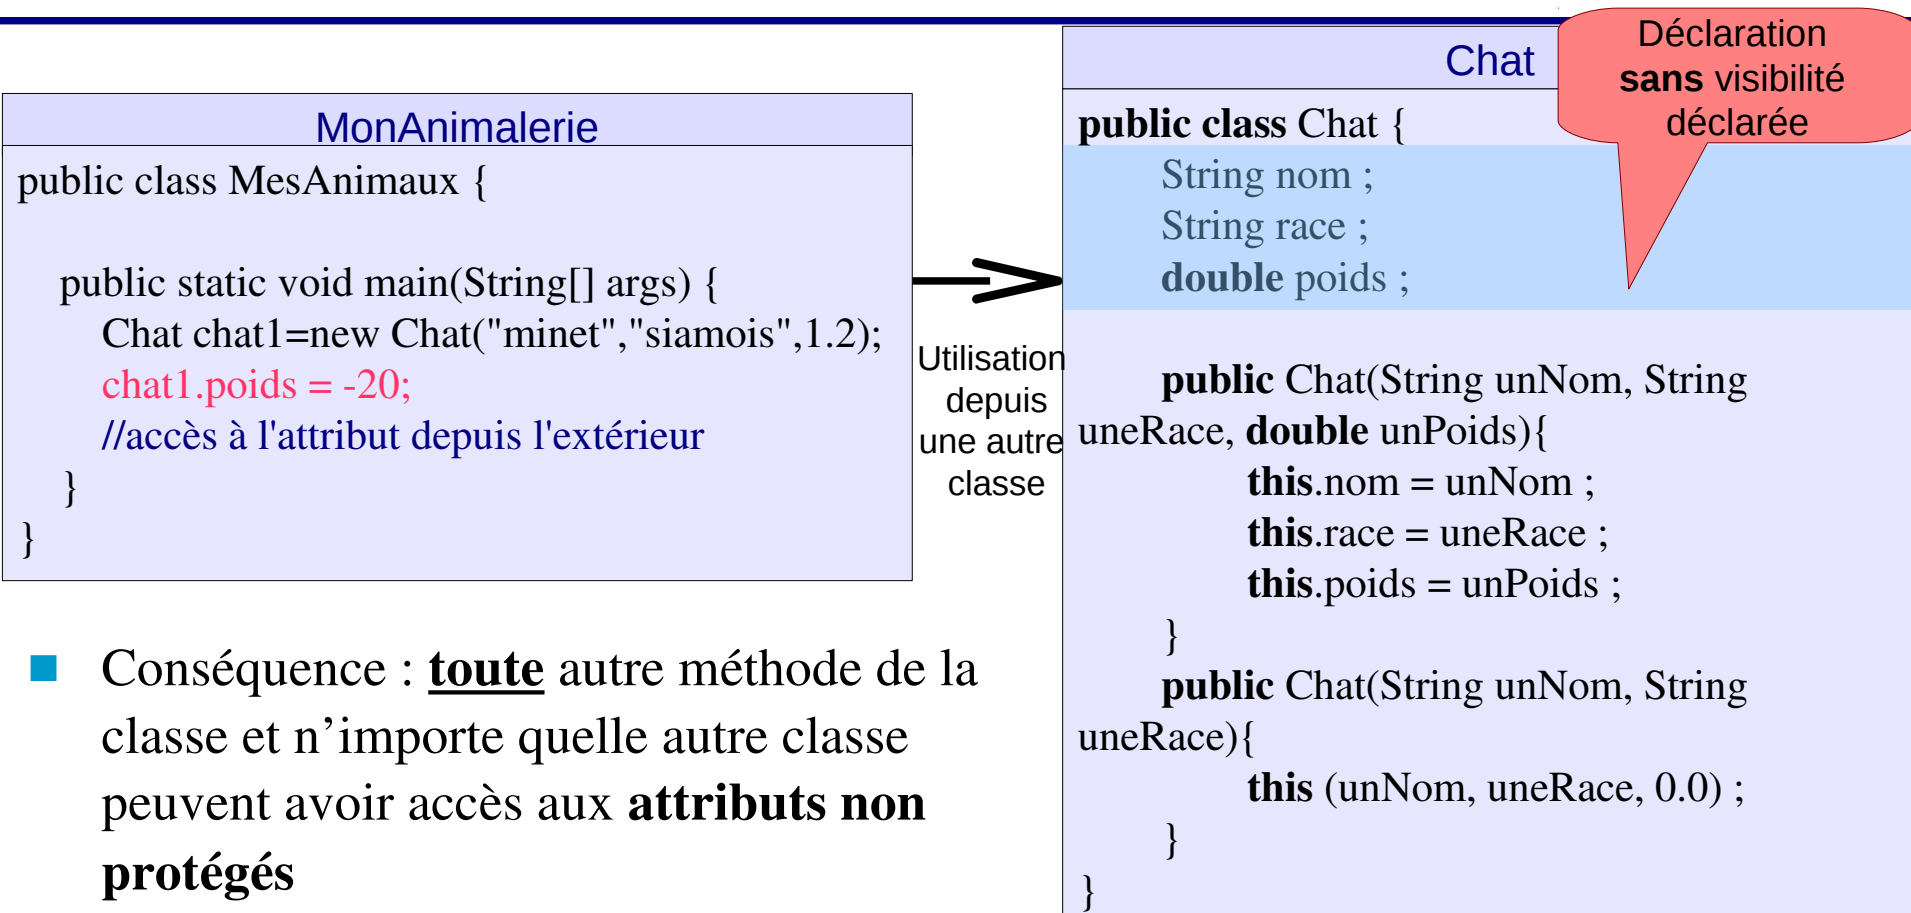 MonAnimalerie
public class MesAnimaux {
public static void main(String[] args) {
Chat chat1=new Chat("minet","siamois",1.2);
chat1.poids = -20;
//accès à l'attribut depuis l'extérieur
}
}
Utilisation
depuis
une autre
classe
Chat
Déclaration
sans visibilité
déclarée
public class Chat {
String nom ;
String race ;
double poids ;
public Chat(String unNom, String
uneRace, double unPoids){
this.nom = unNom ;
this.race = uneRace ;
this.poids = unPoids ;
}
public Chat(String unNom, String
uneRace){
this (unNom, uneRace, 0.0) ;
}
}
Conséquence : toute autre méthode de la
classe et n’importe quelle autre classe
peuvent avoir accès aux attributs non
protégés